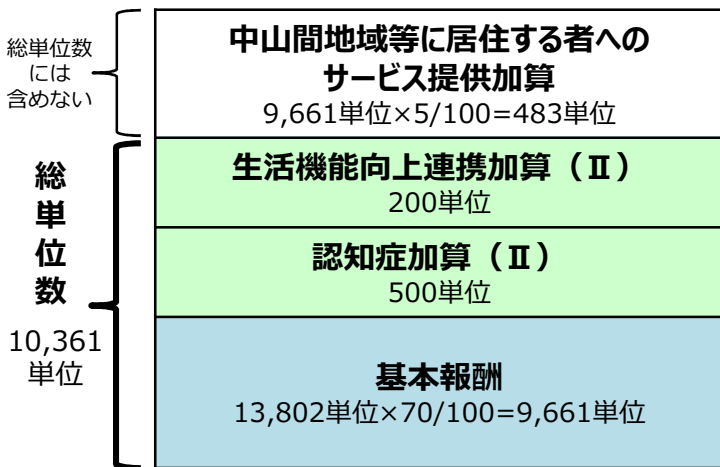 総単位数
には
含めない
中山間地域等に居住する者への
サービス提供加算
9,661単位×5/100=483単位
総
単
位
数
10,361
単位
生活機能向上連携加算（Ⅱ）
200単位
認知症加算（Ⅱ）
500単位
基本報酬
13,802単位×70/100=9,661単位